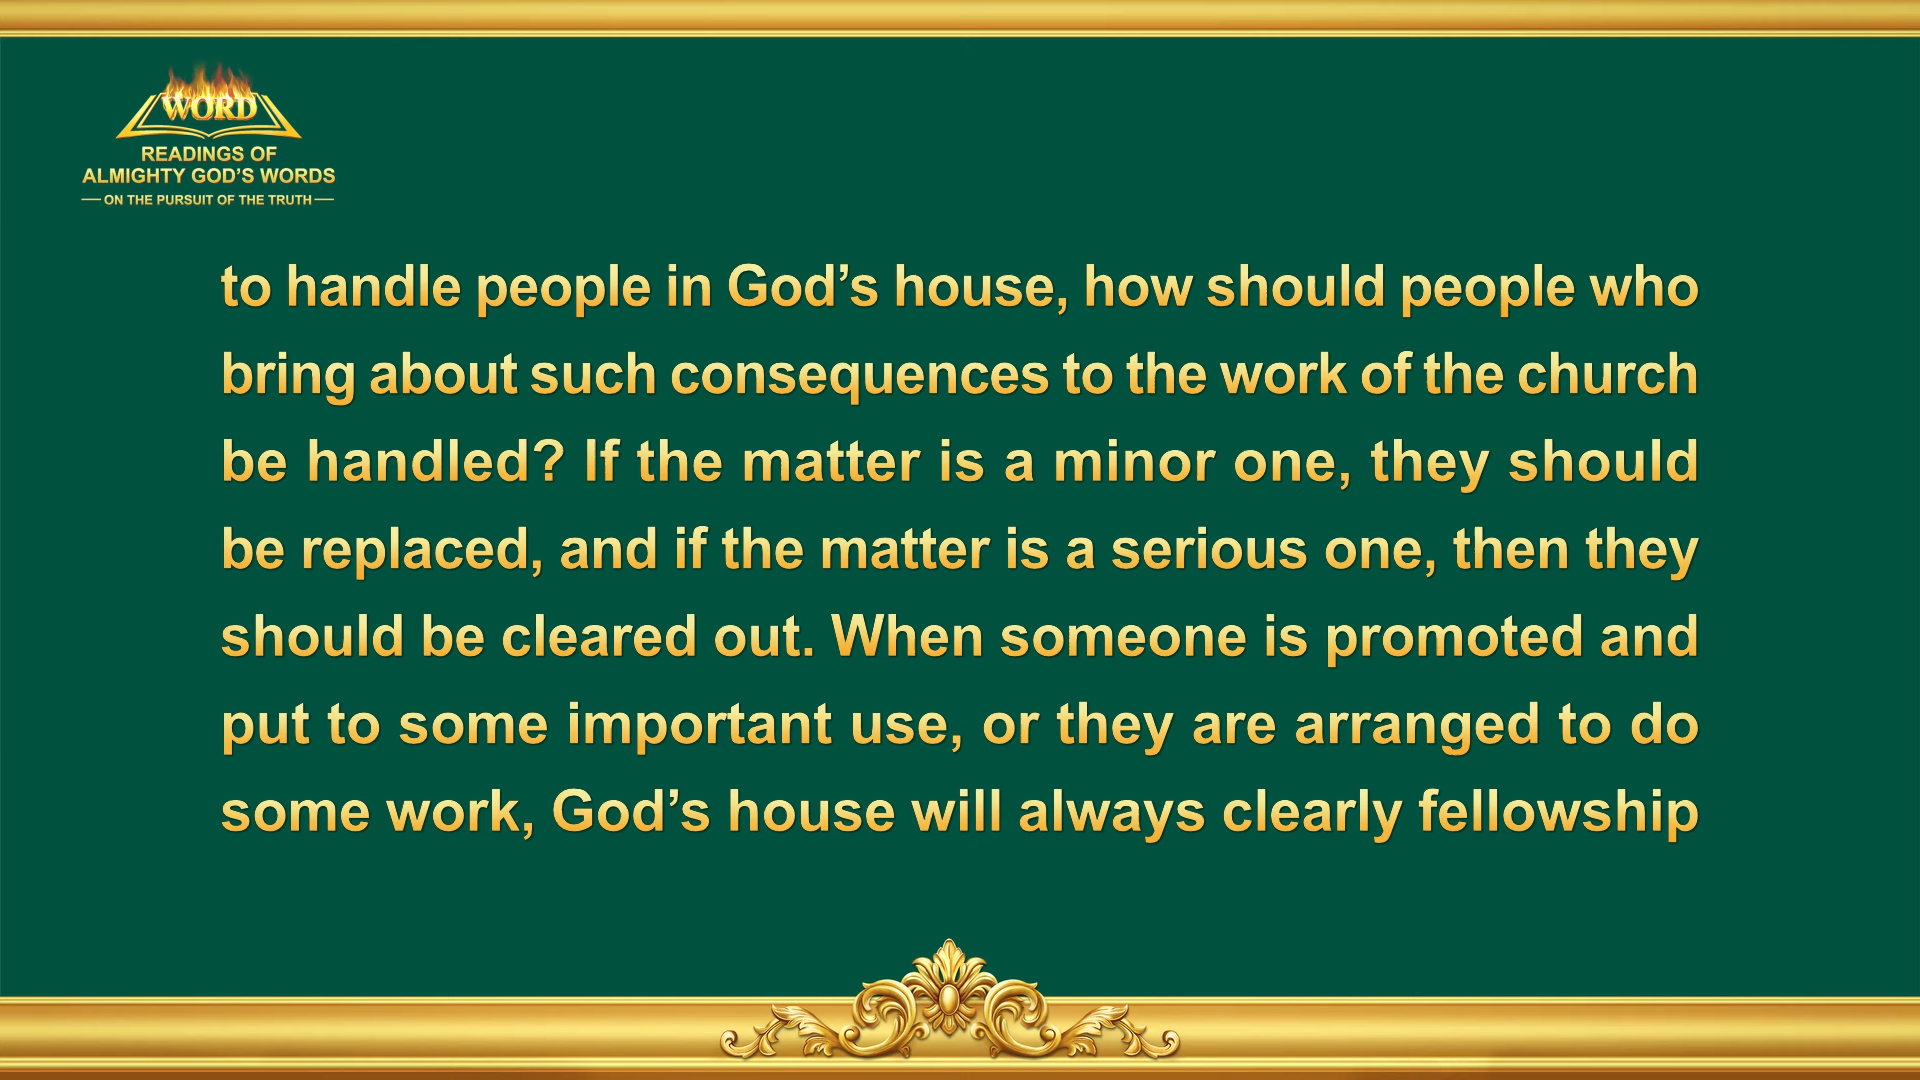 WORD
READINGS OF
ALMIGHTY GOD’S WORDS
— ON THE PURSUIT OF THE TRUTH —
to handle people in God’s house, how should people who
bring about such consequences to the work of the church
be handled? If the matter is a minor one, they should
be replaced, and if the matter is a serious one, then they
should be cleared out. When someone is promoted and
put to some important use, or they are arranged to do
some work, God’s house will always clearly fellowship